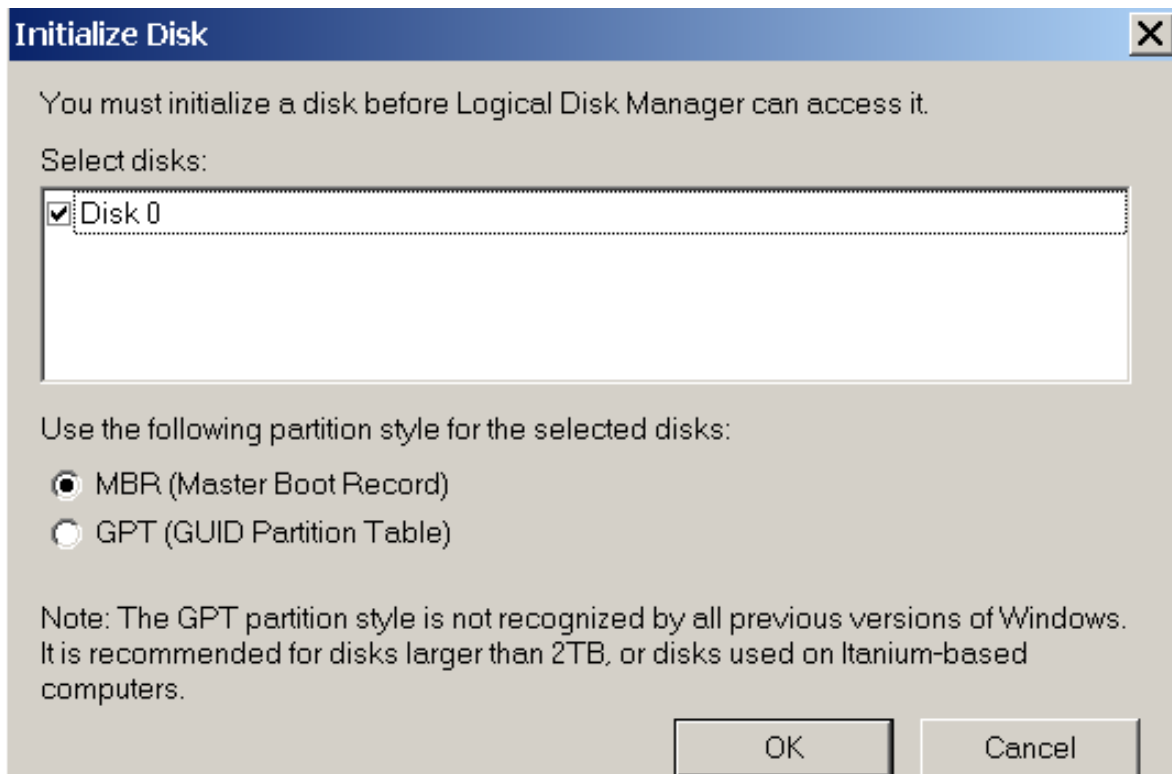 Initialize Disk
You must initialize a disk before Logical Disk Manager can access it.
Select disks:
Disk 0
Use the following partition style for the selected disks:
MBR (Master Boot Record)
GPT (GUID Partition Table)
Note: The GPT partition style is not recognized by all previous versions of Windows.
It is recommended for disks larger than 2TB, or disks used on Itanium-based
computers.
OK Cancel